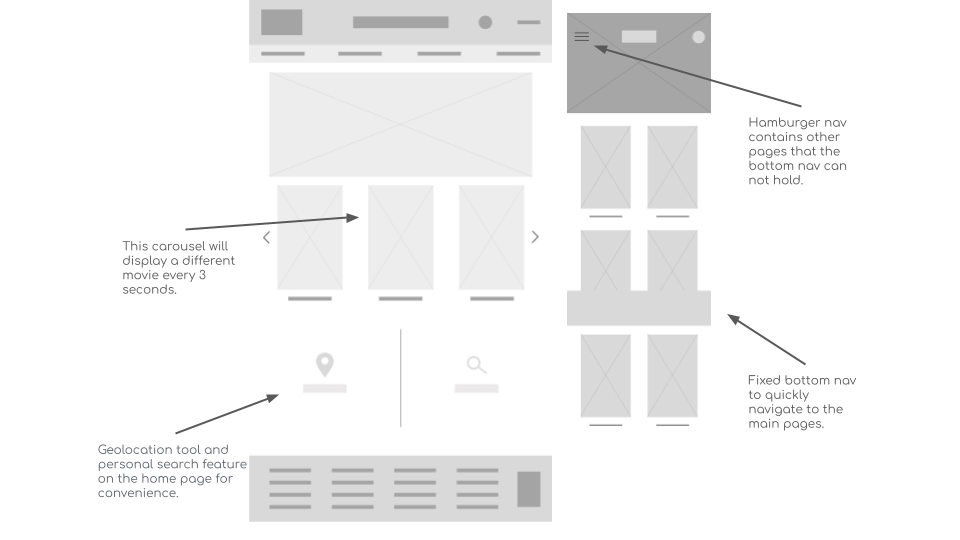 Hamburger nav
contains other
pages that the
bottom nav can
not hold.
This carousel will
display a different
movie every 3
seconds.
Fixed bottom nav
to quickly
navigate to the
main pages.
Geolocation tool and
personal search feature
on the home page for
convenience.